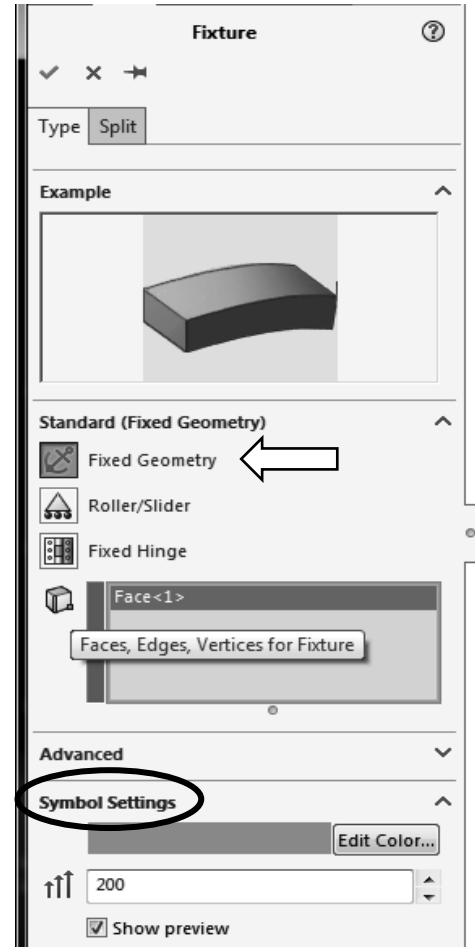 Fixture
Type Split
Example
Standard (Fixed Geometry)
Fixed Geometry
Roller/Slider
Fixed Hinge
Face<1>
Faces, Edges, Vertices for Fixture
Advanced
Symbol Settings
Edit Color...
200
Show preview